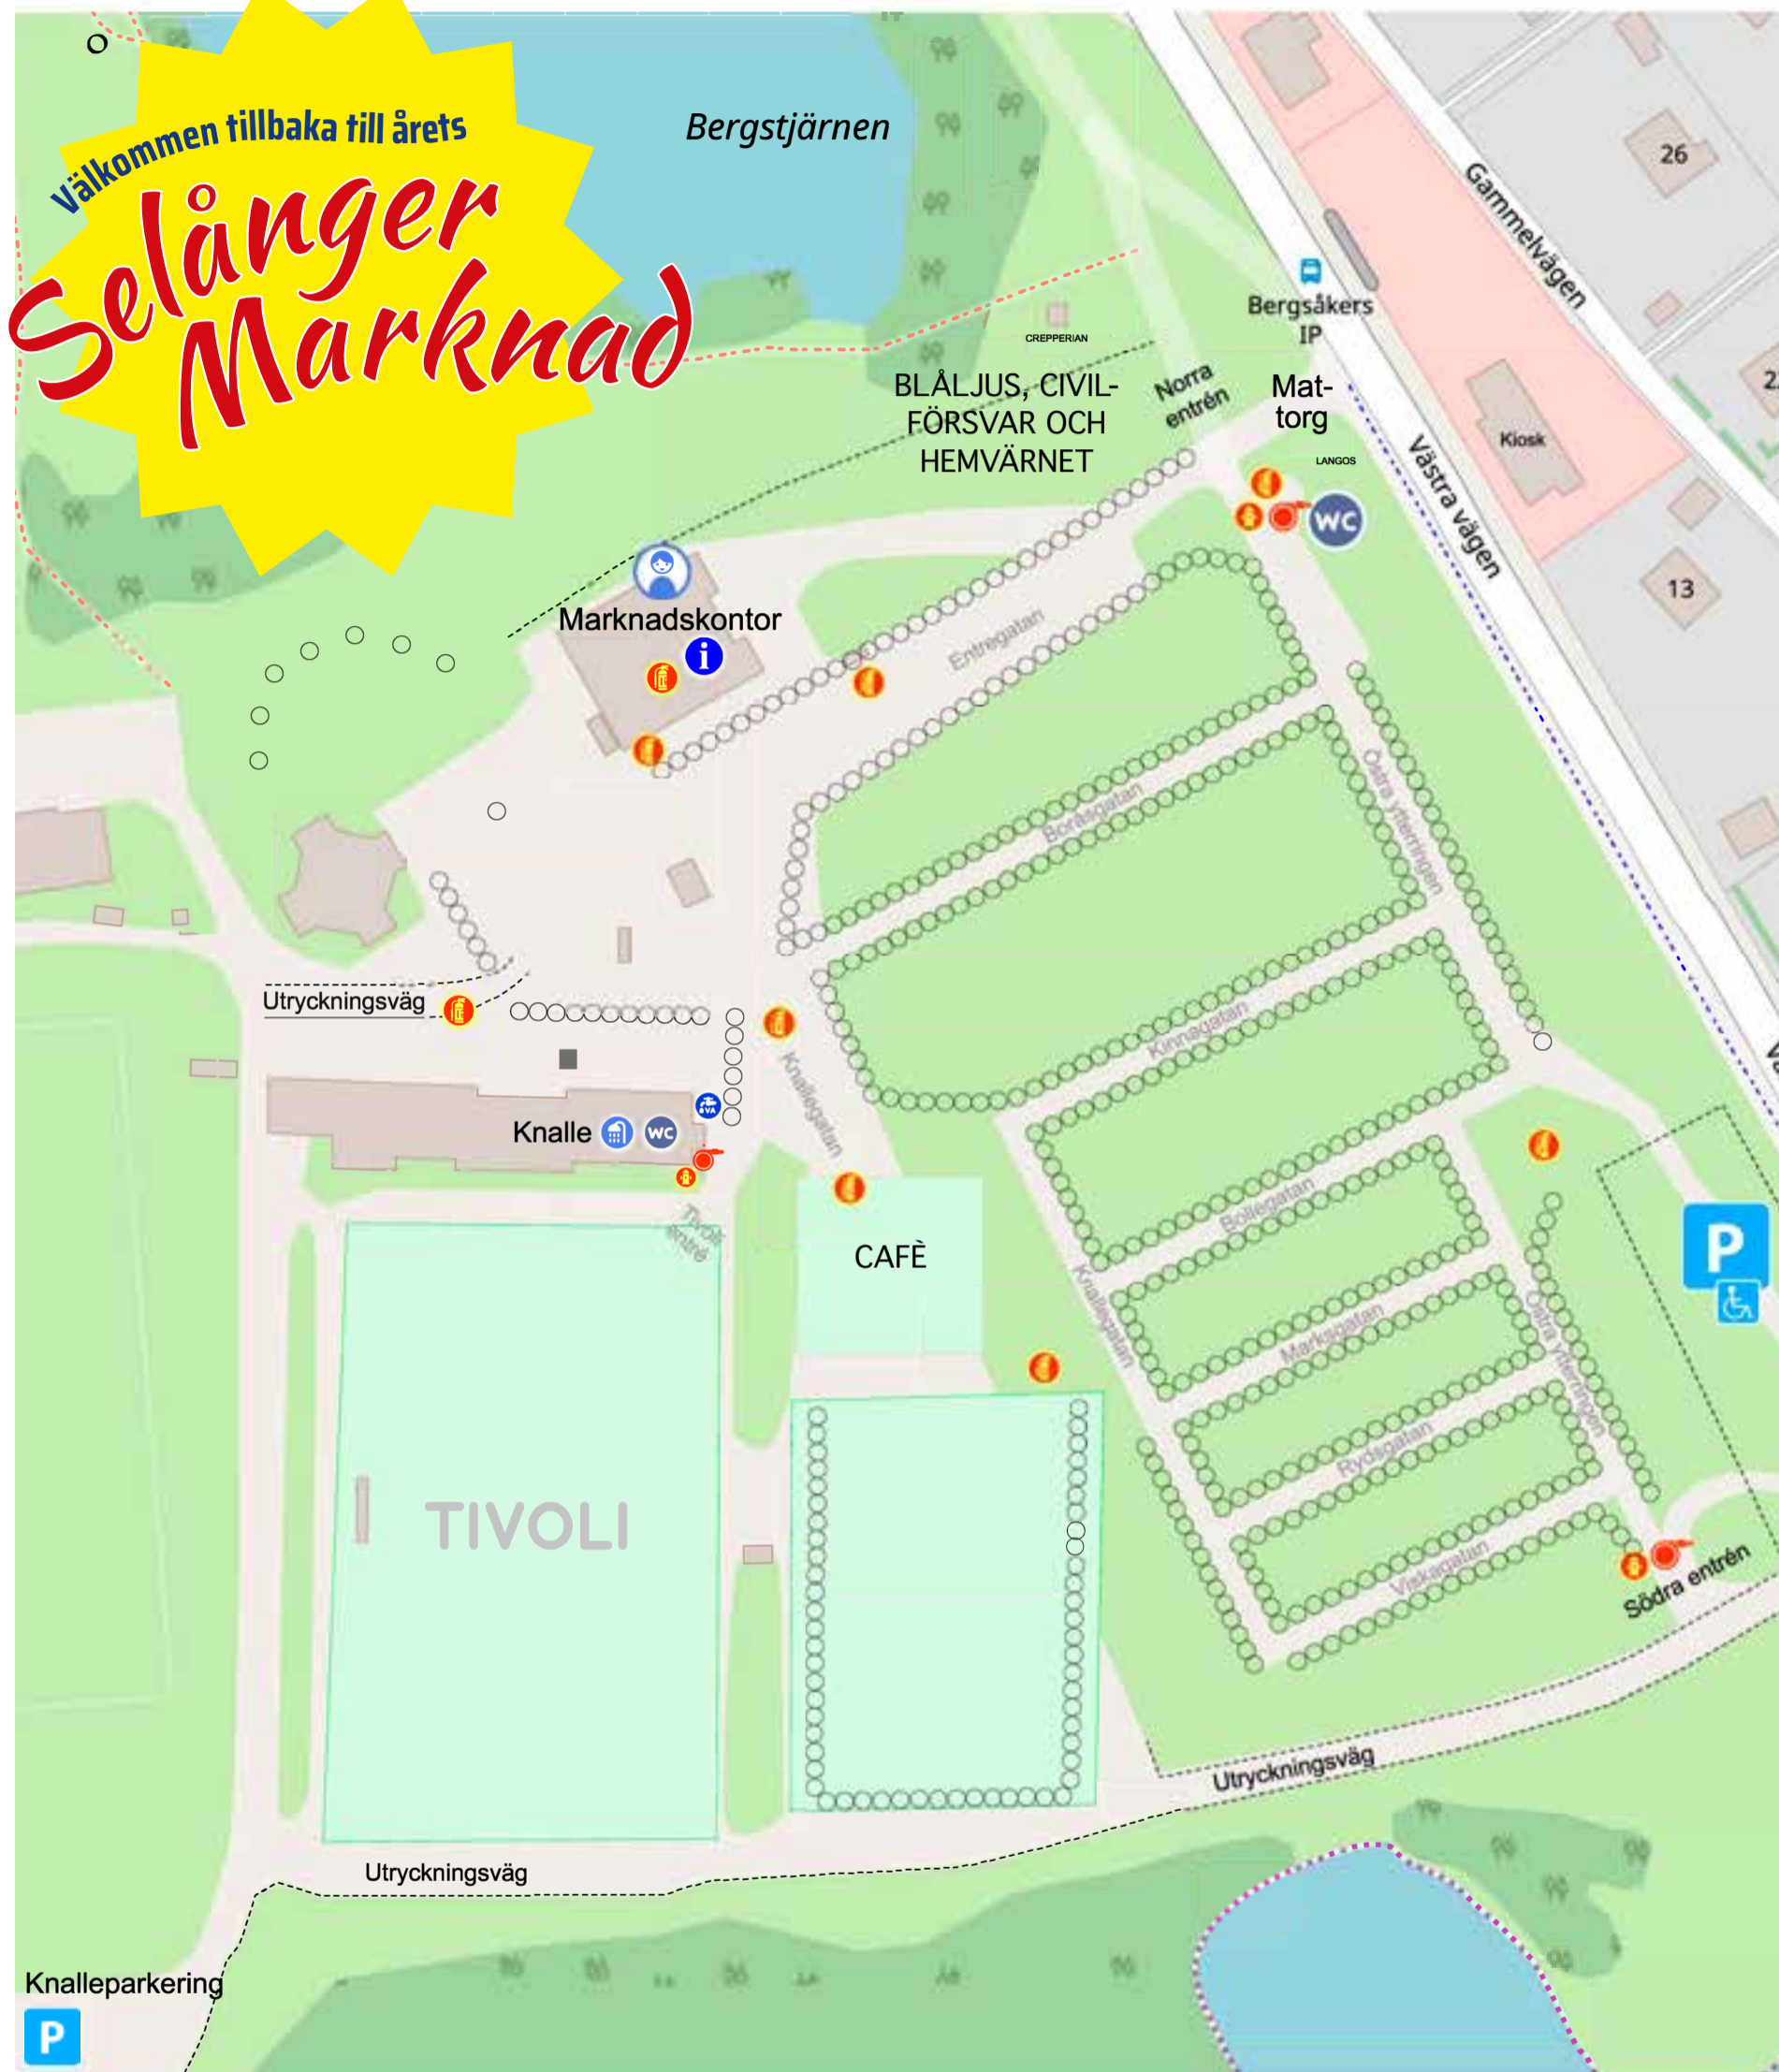 Välkommen tillbaka till årets
Selånger
Marknad
Bergstjärnen
26
Gammelvägen
Bergsåkers
IP
CREPPERIAN
BLÅLJUS, CIVIL-
FÖRSVAR OCH
HEMVÄRNET
Norra
entrén
Mat-
torg
LANGOS
Kiosk
Västra vägen
WC
13
Marknadskontor
i
Entregatan
Boråsgatan
Östra ytterringen
Utryckningsväg
Kinnagatan
Knallegatan
VA
Knalle
WC
Tivoli
entré
Bollegatan
CAFÈ
P
Knallegatan
Marksgatan
Östra ytterringen
Rydsgatan
TIVOLI
Viskagatan
Södra entrén
Utryckningsväg
Utryckningsväg
Knalleparkering
P